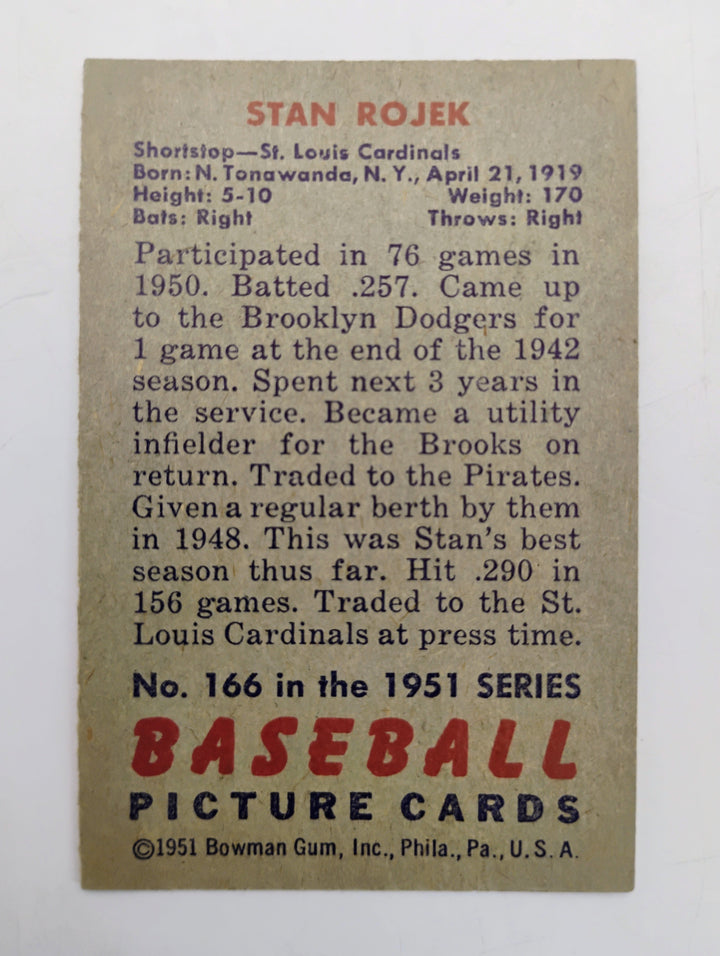 STAN ROJEK
Shortstop—St. Louis Cardinals
Born: N. Tonawanda, N. Y., April 21, 1919
Height: 5-10 Weight: 170
Bats: Right Throws: Right
Participated in 76 games in
1950. Batted .257. Came up
to the Brooklyn Dodgers for
1 game at the end of the 1942
season. Spent next 3 years in
the service. Became a utility
infielder for the Brooks on
return. Traded to the Pirates.
Given a regular berth by them
in 1948. This was Stan's best
season thus far. Hit .290 in
156 games. Traded to the St.
Louis Cardinals at press time.
No. 166 in the 1951 SERIES
BASEBALL
PICTURE CARDS
©1951 Bowman Gum, Inc., Phila., Pa., U. S. A.